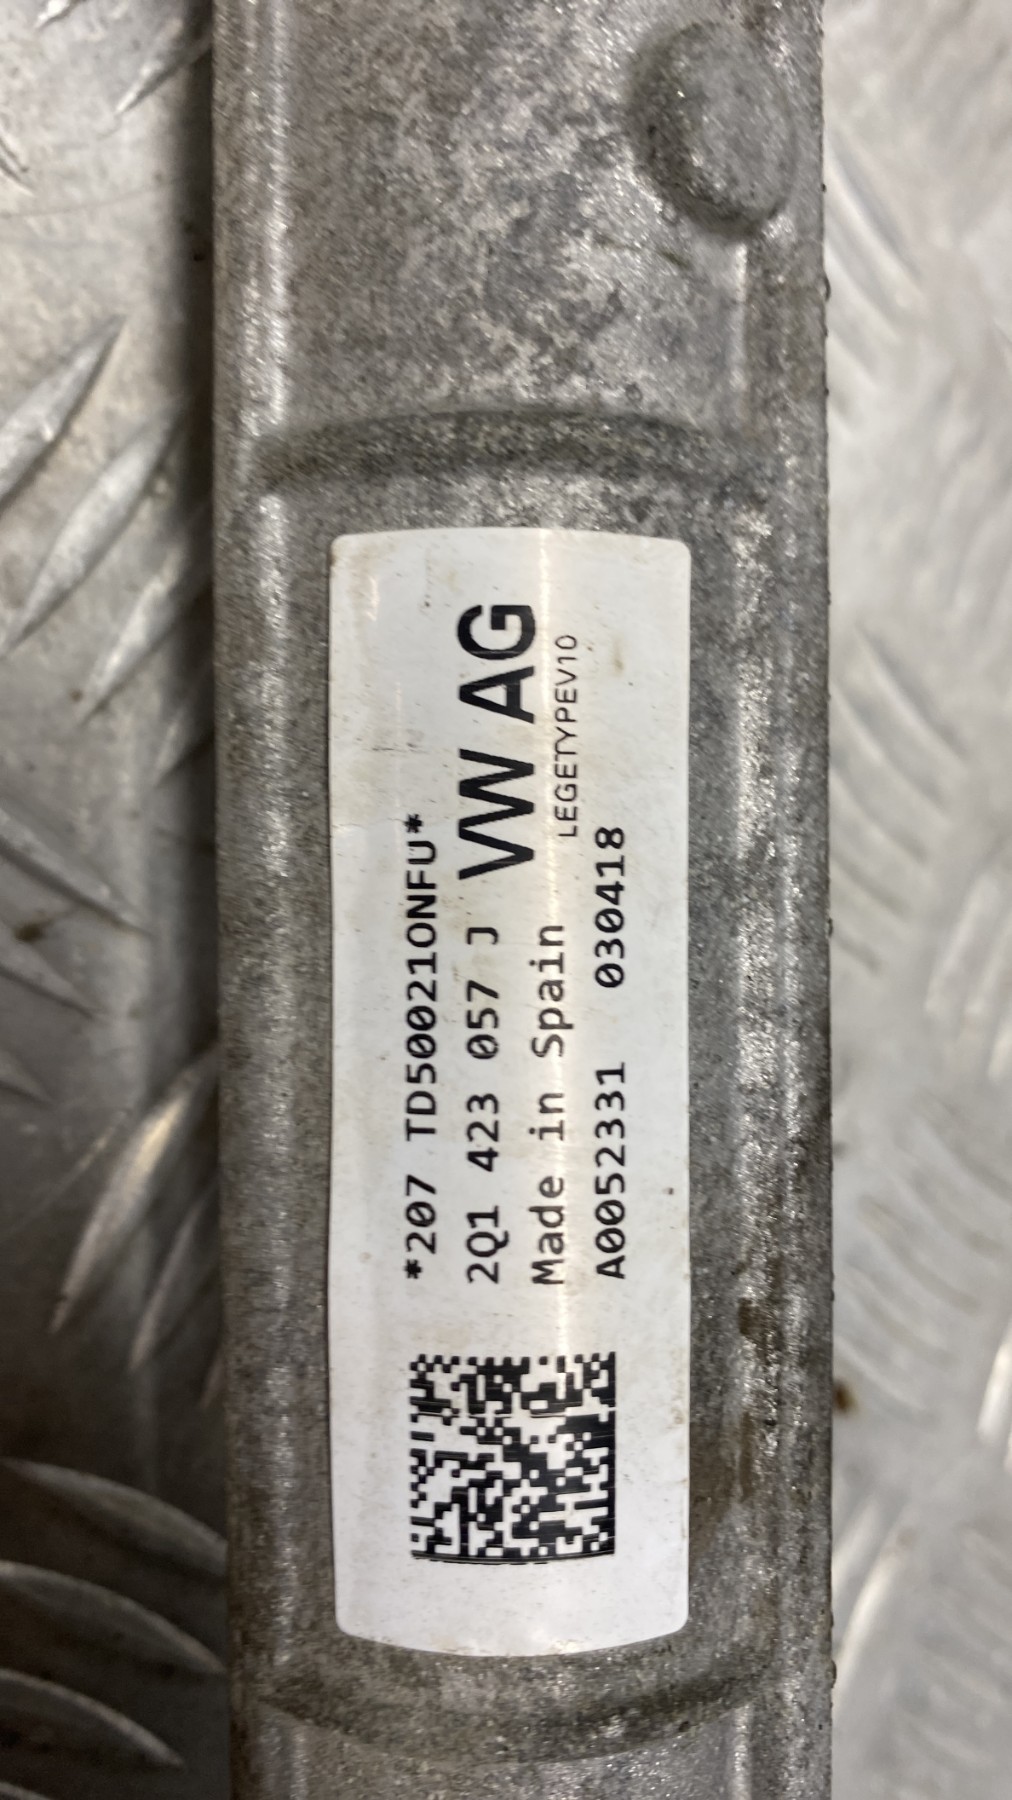 *207 TD500210NFU*
2Q1 423 057 J VW AG
Made in Spain LEGETYPEV10
A0052331 030418